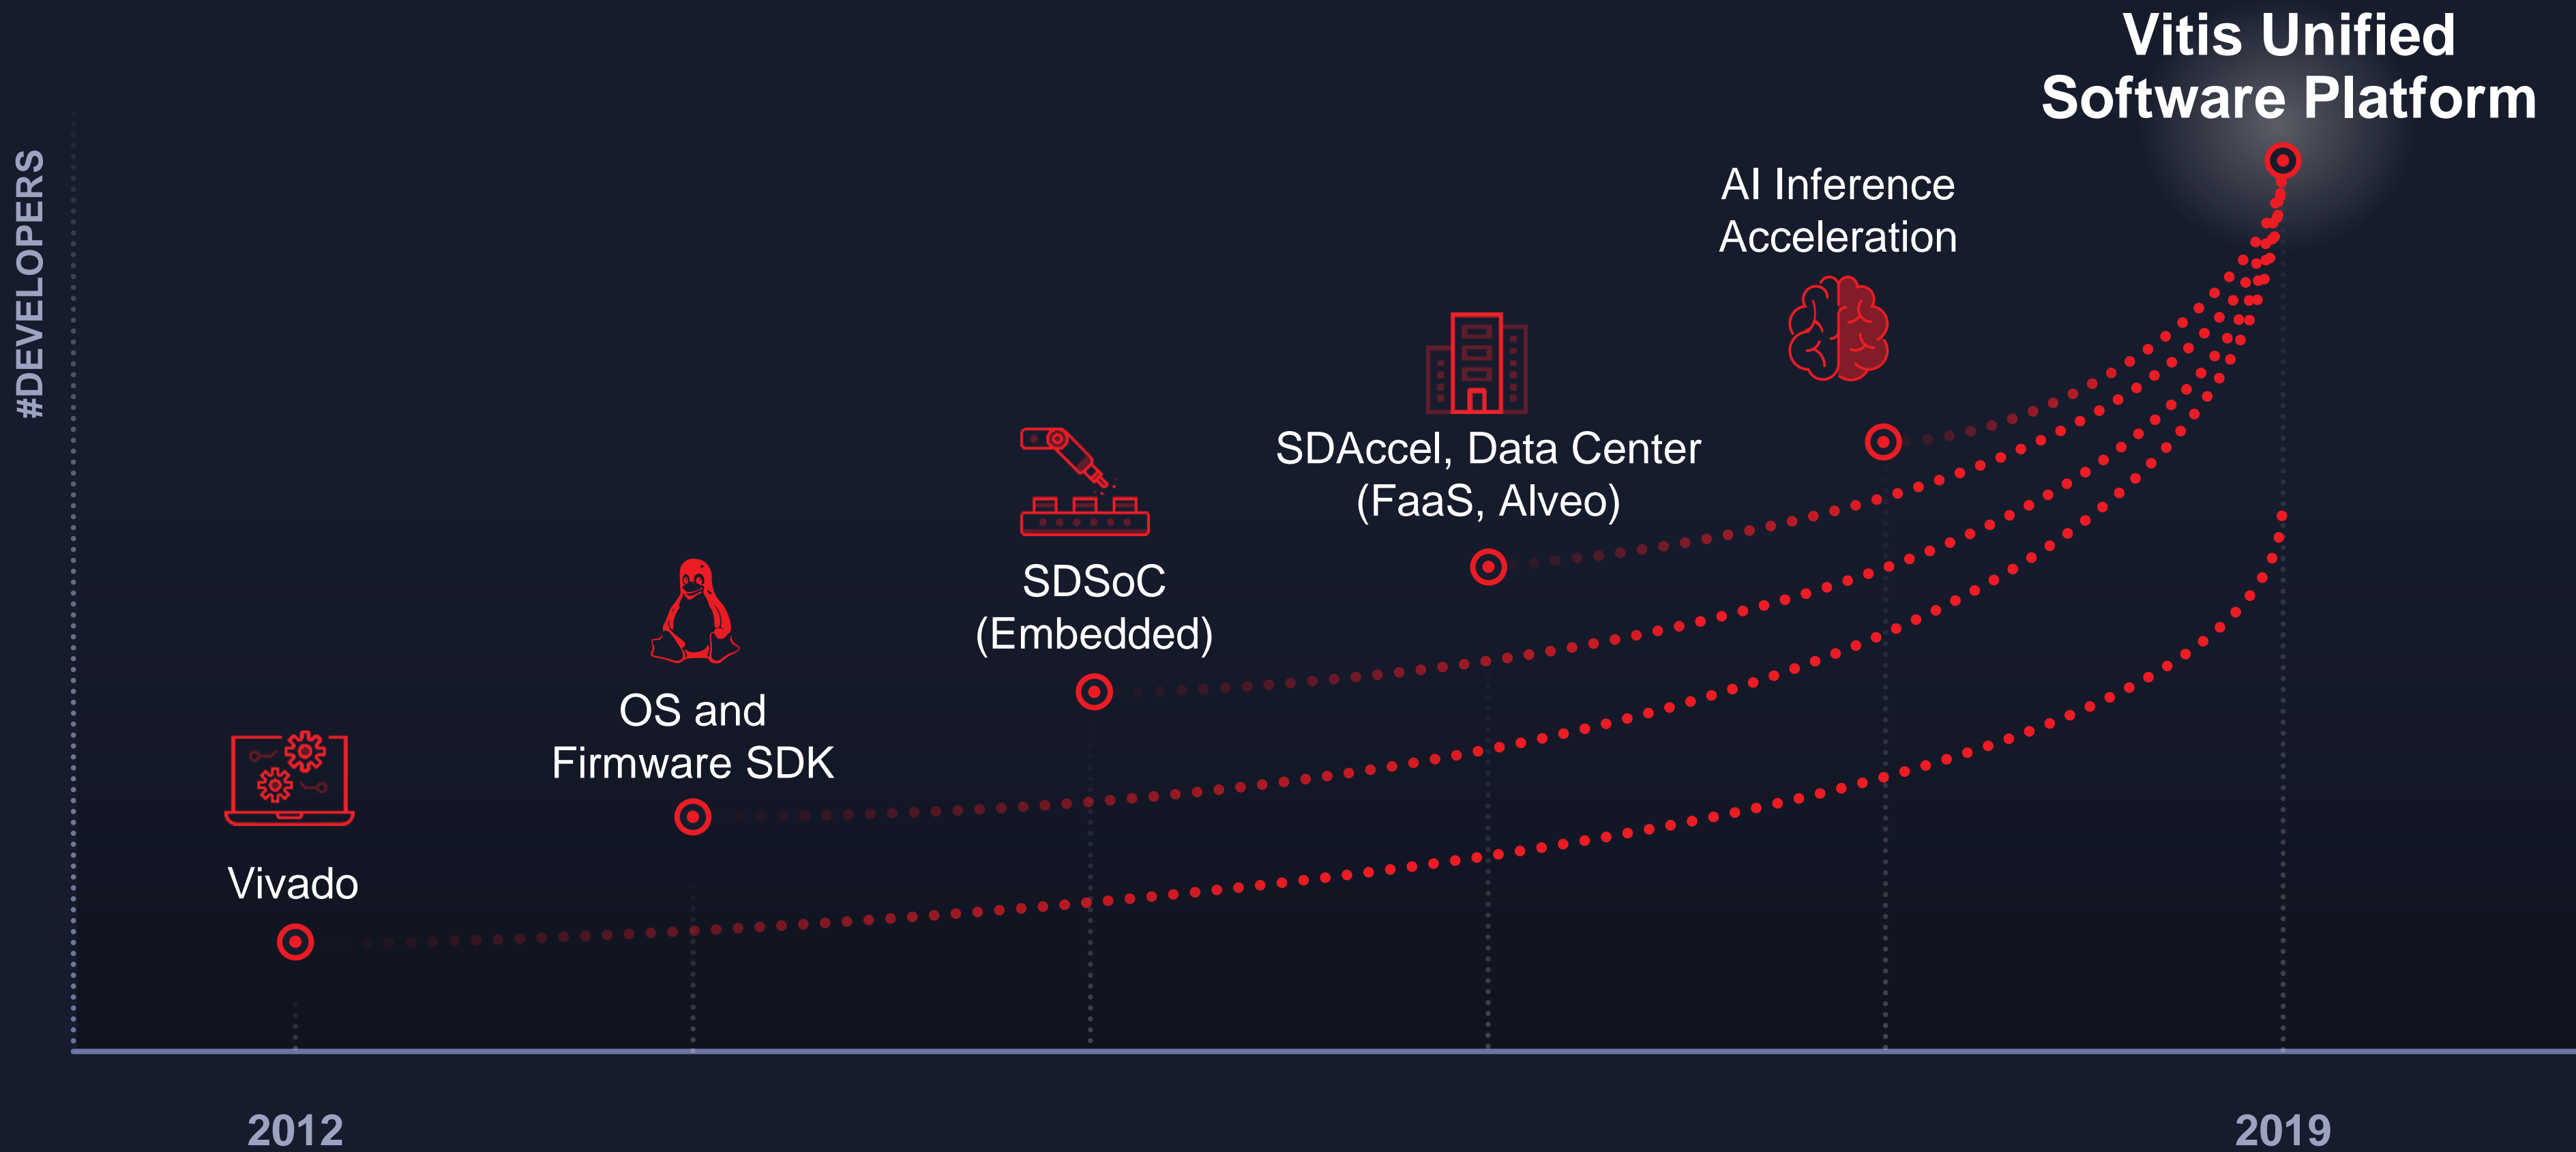 Vitis Unified
Software Platform
#DEVELOPERS
AI Inference
Acceleration
SDAccel, Data Center
(FaaS, Alveo)
SDSoC
(Embedded)
OS and
Firmware SDK
Vivado
2012
2019